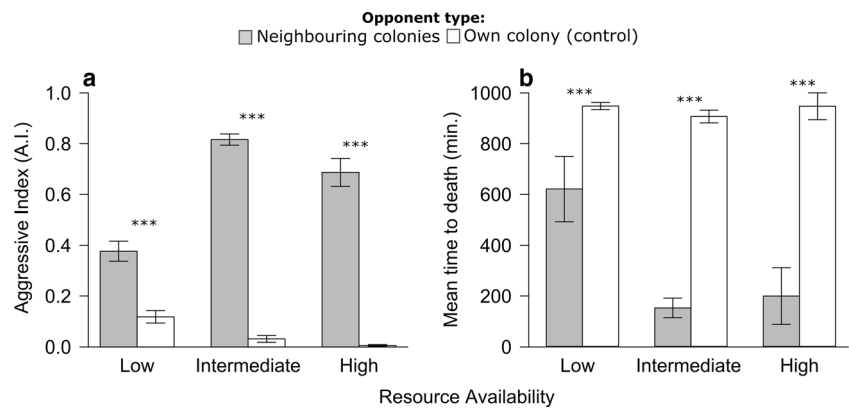 Opponent type:
Neighbouring colonies Own colony (control)
a
Aggressive Index (A.I.)
1.0
0.8
0.6
0.4
0.2
0.0
***
***
***
Low Intermediate High
b
Mean time to death (min.)
1000
800
600
400
200
0
***
***
***
Low Intermediate High
Resource Availability